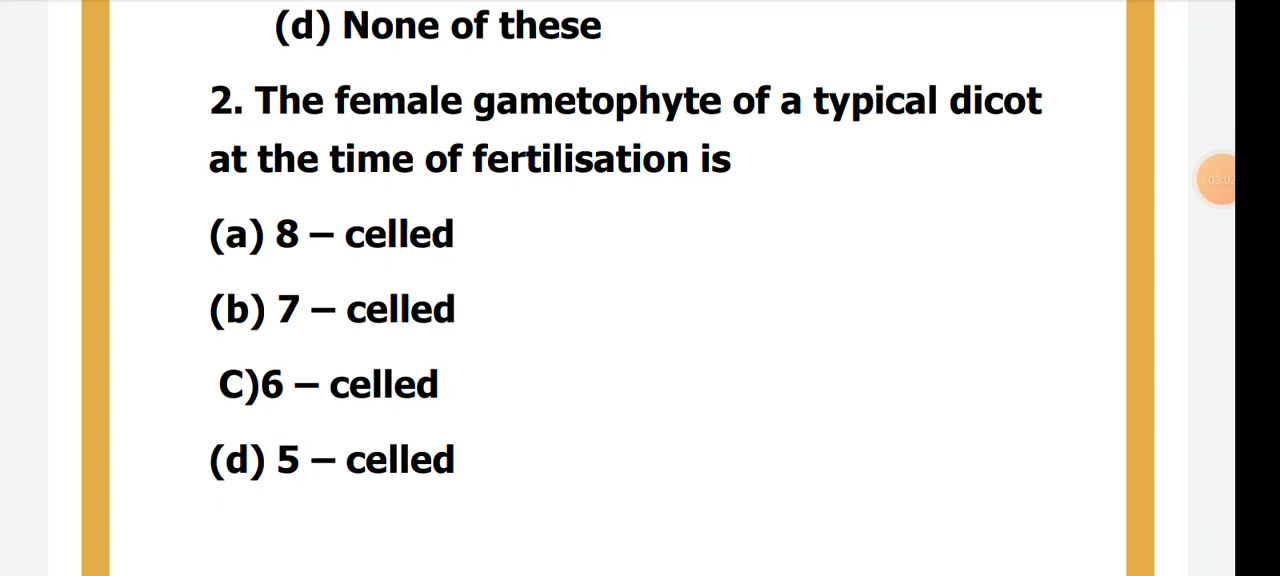 (d) None of these
2. The female gametophyte of a typical dicot
at the time of fertilisation is
(a) 8 – celled
(b) 7 – celled
C)6 – celled
(d) 5 – celled